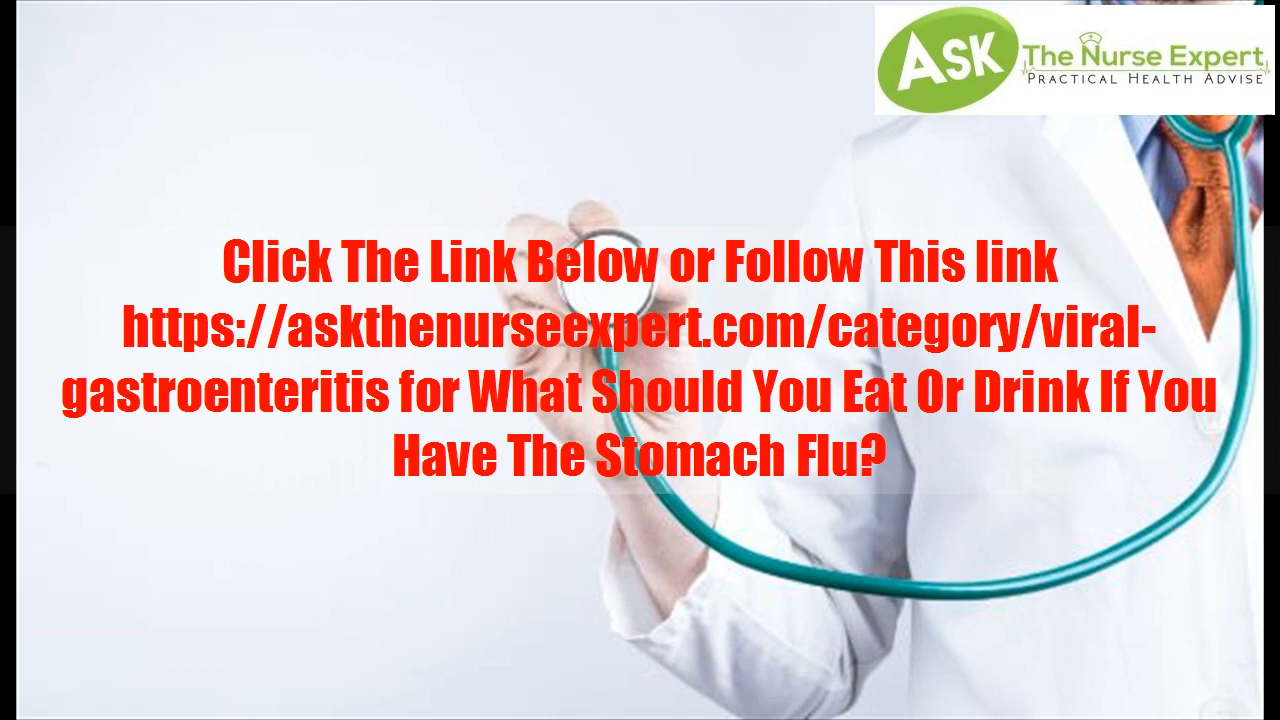 ASK The Nurse Expert
PRACTICAL HEALTH ADVISE
Click The Link Below or Follow This link
https://askthenurseexpert.com/category/viral-
gastroenteritis for What Should You Eat Or Drink If You
Have The Stomach Flu?